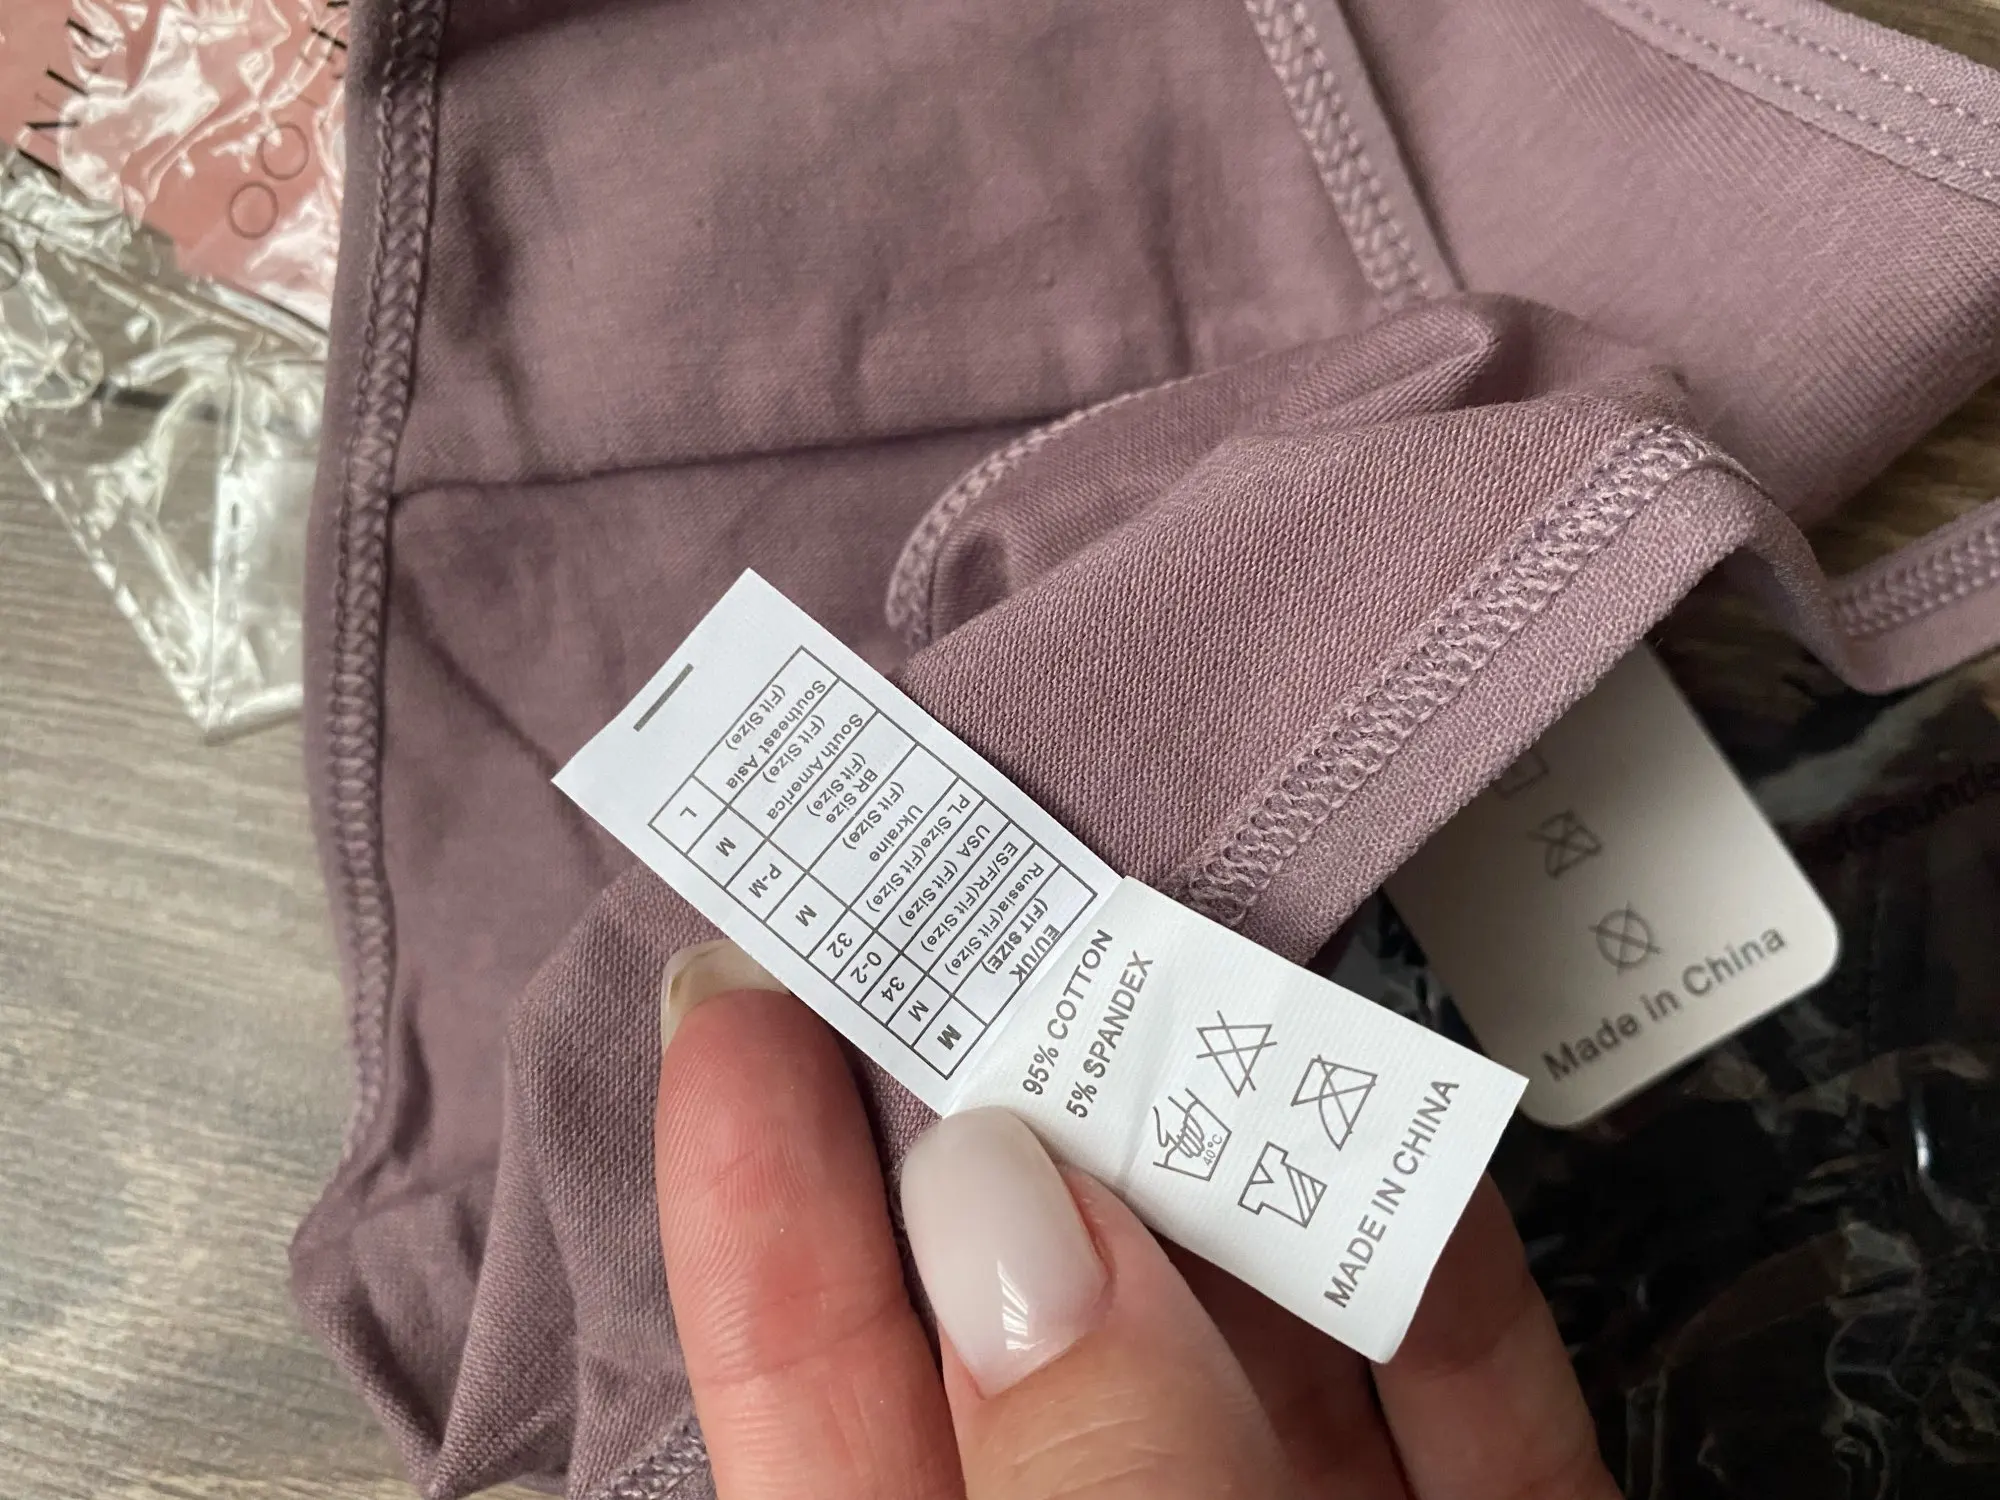 EU/UK
(FIT SIZE)
M
Russia(Fit Size)
M
ES/FR(Fit Size)
34
USA (Fit Size)
0-2
PL Size(Fit Size)
32
Ukraine
(Fit Size)
M
BR Size
(Fit Size)
P-M
South America
(Fit Size)
M
Southeast Asia
(Fit Size)
L
95% COTTON
5% SPANDEX
40°C
MADE IN CHINA
Made in China